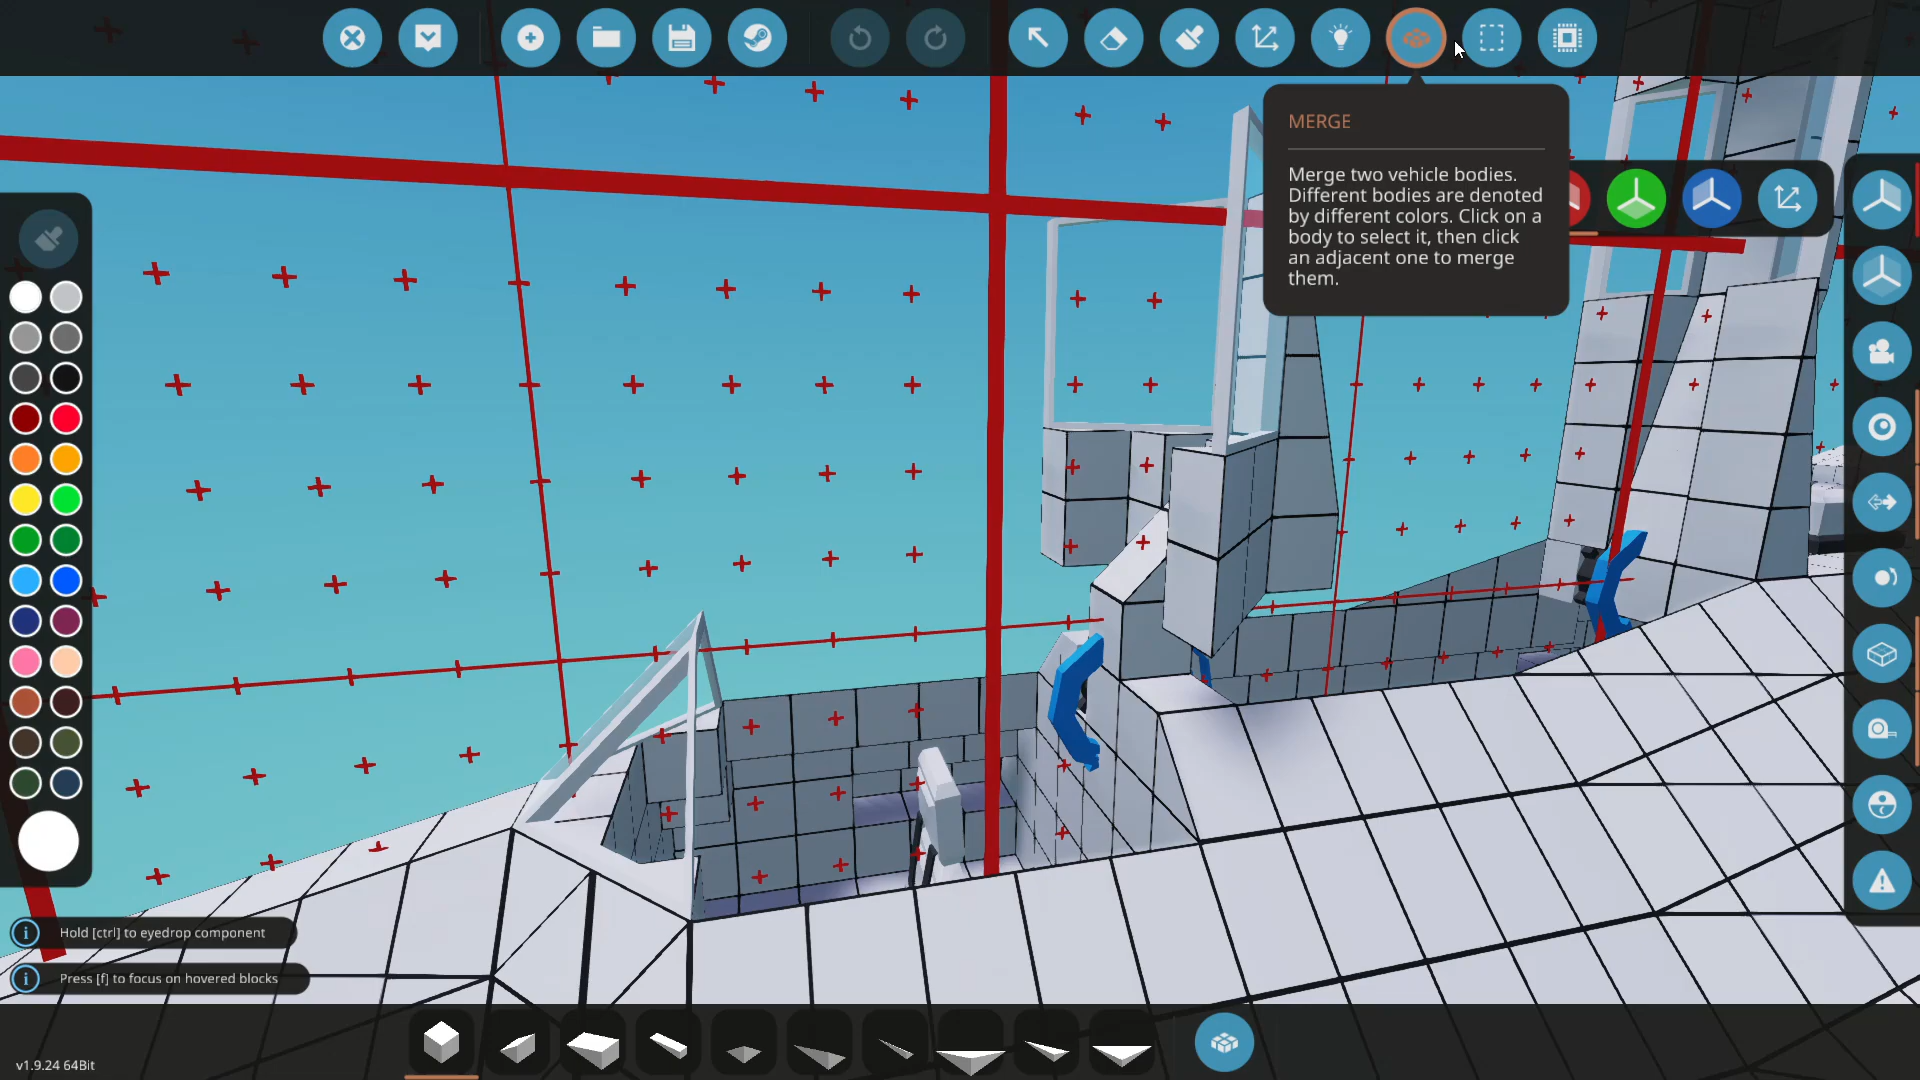 MERGE
Merge two vehicle bodies.
Different bodies are denoted
by different colors. Click on a
body to select it, then click
an adjacent one to merge
them.
Hold [ctrl] to eyedrop component
Press [f] to focus on hovered blocks
v1.9.24 64Bit